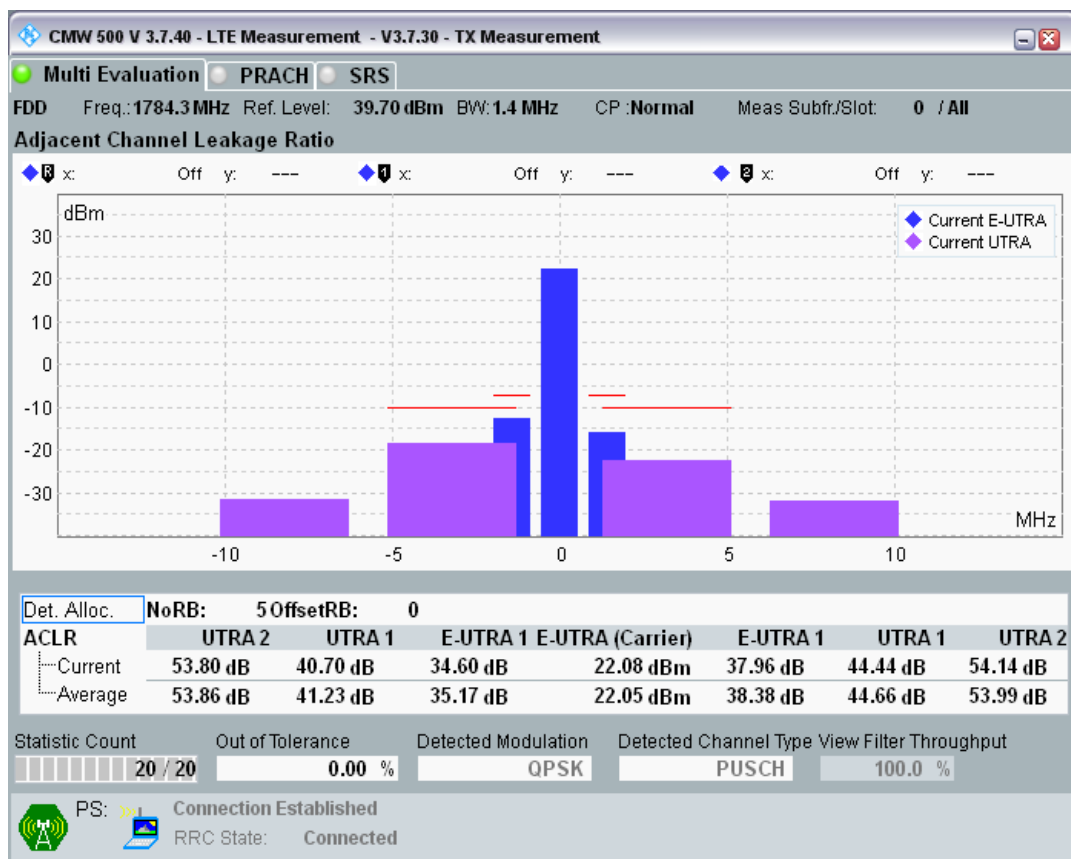 CMW 500 V 3.7.40 - LTE Measurement - V3.7.30 - TX Measurement
Multi Evaluation PRACH SRS
FDD Freq.: 1784.3 MHz Ref. Level: 39.70 dBm BW: 1.4 MHz CP :Normal Meas Subfr./Slot: 0 / All
Adjacent Channel Leakage Ratio
R x: Off y: --- 1 x: Off y: --- 2 x: Off y: ---
dBm
Current E-UTRA
Current UTRA
30
20
10
0
-10
-20
-30
MHz
-10 -5 0 5 10
Det. Alloc. NoRB: 5 OffsetRB: 0
ACLR UTRA 2 UTRA 1 E-UTRA 1 E-UTRA (Carrier) E-UTRA 1 UTRA 1 UTRA 2
Current 53.80 dB 40.70 dB 34.60 dB 22.08 dBm 37.96 dB 44.44 dB 54.14 dB
Average 53.86 dB 41.23 dB 35.17 dB 22.05 dBm 38.38 dB 44.66 dB 53.99 dB
Statistic Count Out of Tolerance Detected Modulation Detected Channel Type View Filter Throughput
20 / 20 0.00 % QPSK PUSCH 100.0 %
PS: Connection Established
RRC State: Connected